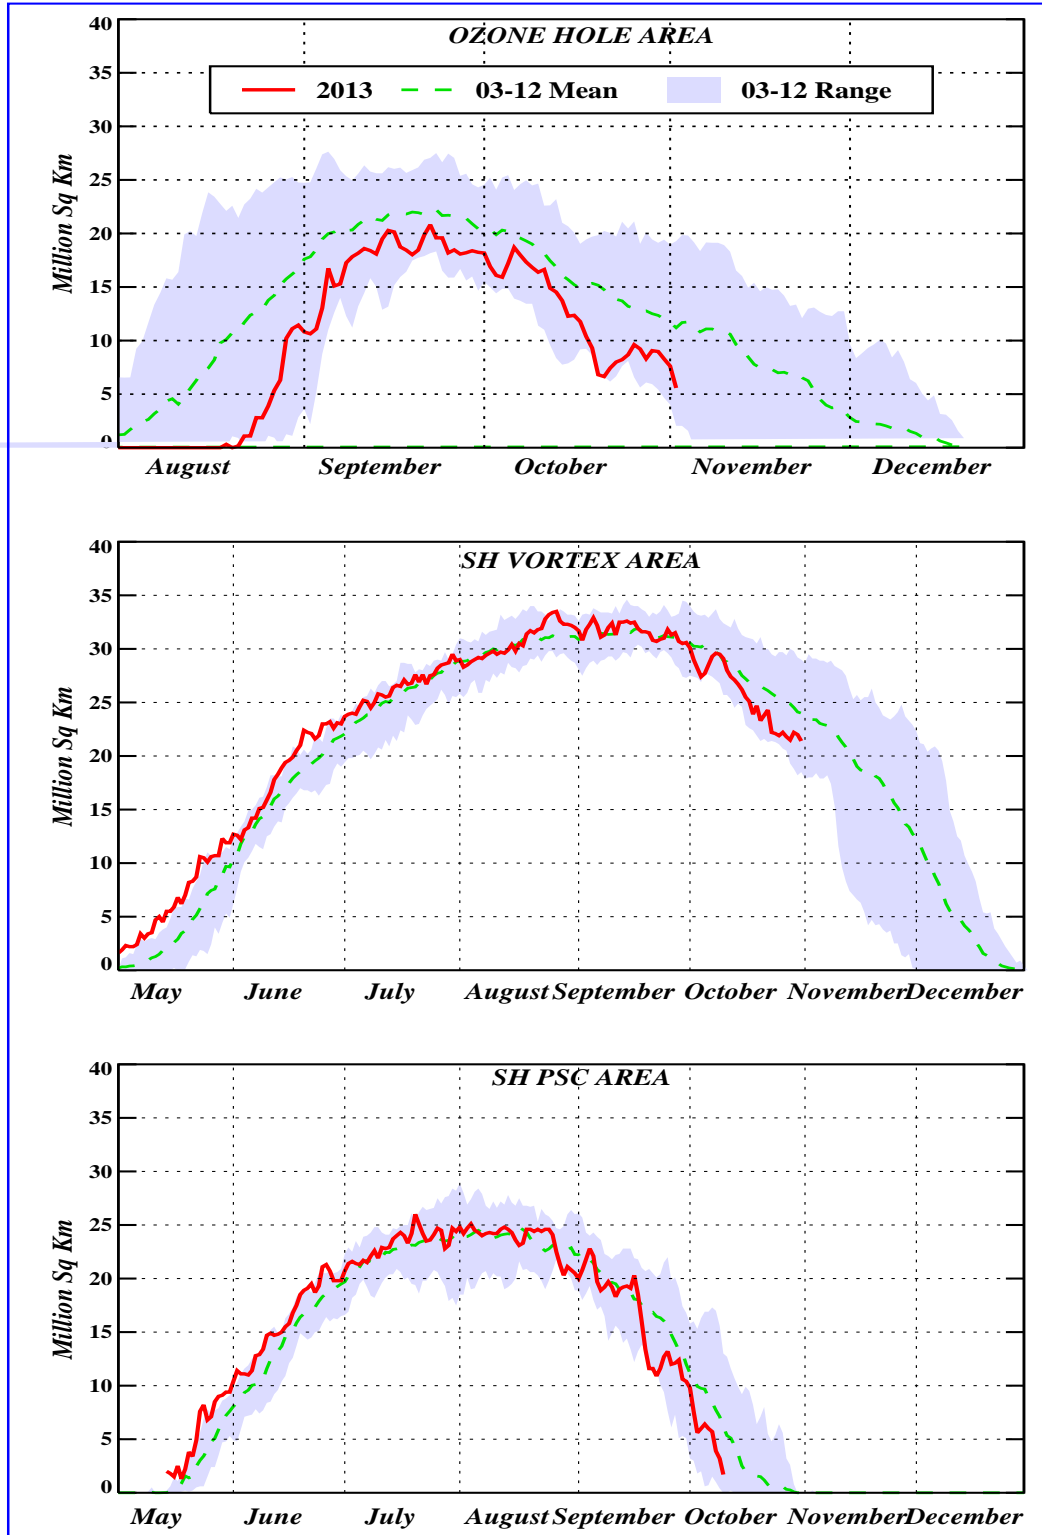 OZONE HOLE AREA
2013 03-12 Mean 03-12 Range
40
35
30
25
20
15
10
5
0
Million Sq Km
August September October November December
SH VORTEX AREA
40
35
30
25
20
15
10
5
0
Million Sq Km
May June July August September October November December
SH PSC AREA
40
35
30
25
20
15
10
5
0
Million Sq Km
May June July August September October November December